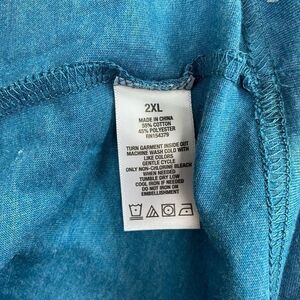 2XL
MADE IN CHINA
55% COTTON
45% POLYESTER
RN154379
TURN GARMENT INSIDE OUT
MACHINE WASH COLD WITH
LIKE COLORS
GENTLE CYCLE
ONLY NON-CHLORINE BLEACH
WHEN NEEDED
TUMBLE DRY LOW
COOL IRON IF NEEDED
DO NOT IRON ON
EMBELLISHMENT